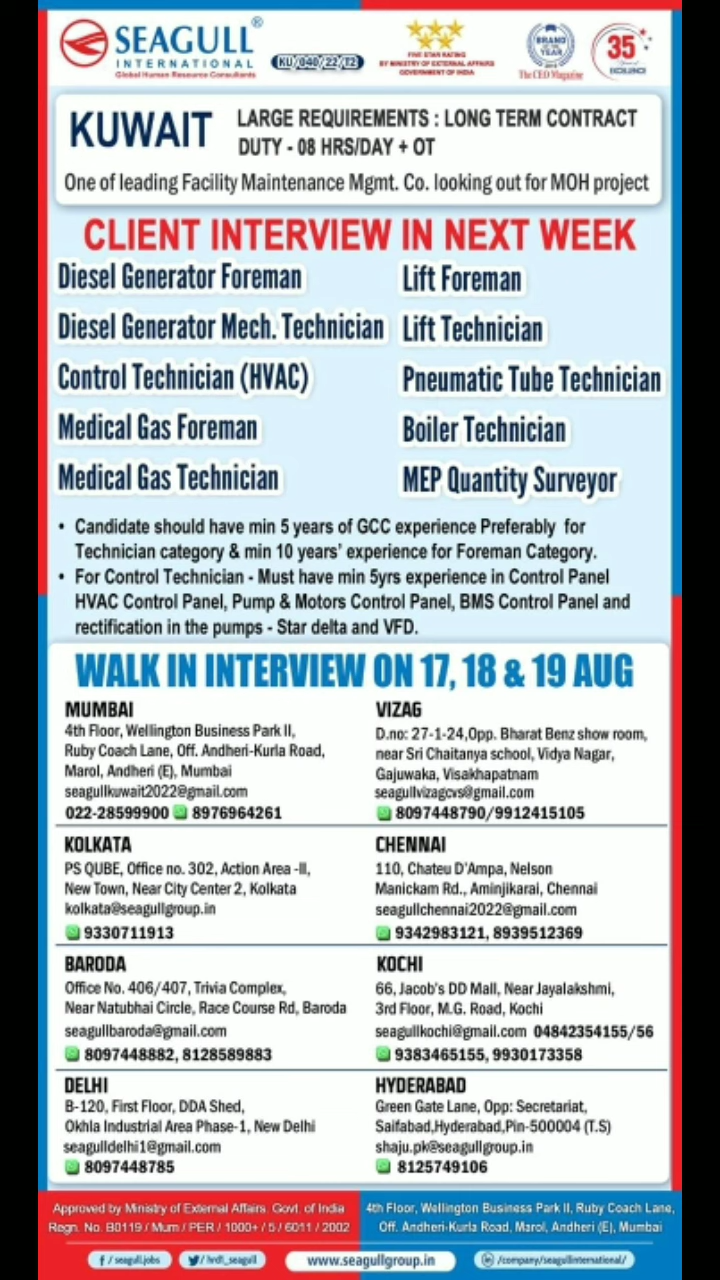 SEAGULL®
INTERNATIONAL
Global Human Resource Consultants
KU/040/22/T2
FIVE STAR RATING
BY MINISTRY OF EXTERNAL AFFAIRS
GOVERNMENT OF INDIA
BRAND
OF THE
YEAR
The CEO Magazine
35
KUWAIT
LARGE REQUIREMENTS : LONG TERM CONTRACT
DUTY - 08 HRS/DAY + OT
One of leading Facility Maintenance Mgmt. Co. looking out for MOH project
CLIENT INTERVIEW IN NEXT WEEK
Diesel Generator Foreman
Diesel Generator Mech. Technician
Control Technician (HVAC)
Medical Gas Foreman
Medical Gas Technician
Lift Foreman
Lift Technician
Pneumatic Tube Technician
Boiler Technician
MEP Quantity Surveyor
• Candidate should have min 5 years of GCC experience Preferably for
Technician category & min 10 years' experience for Foreman Category.
• For Control Technician - Must have min 5yrs experience in Control Panel
HVAC Control Panel, Pump & Motors Control Panel, BMS Control Panel and
rectification in the pumps - Star delta and VFD.
WALK IN INTERVIEW ON 17, 18 & 19 AUG
MUMBAI
4th Floor, Wellington Business Park II,
Ruby Coach Lane, Off. Andheri-Kurla Road,
Marol, Andheri (E), Mumbai
seagullkuwait2022@gmail.com
022-28599900 8976964261
VIZAG
D.no: 27-1-24,Opp. Bharat Benz show room,
near Sri Chaitanya school, Vidya Nagar,
Gajuwaka, Visakhapatnam
seagullvizagcvs@gmail.com
8097448790/9912415105
KOLKATA
PS QUBE, Office no. 302, Action Area -II,
New Town, Near City Center 2, Kolkata
kolkata@seagullgroup.in
9330711913
CHENNAI
110, Chateu D'Ampa, Nelson
Manickam Rd., Aminjikarai, Chennai
seagullchennai2022@gmail.com
9342983121, 8939512369
BARODA
Office No. 406/407, Trivia Complex,
Near Natubhai Circle, Race Course Rd, Baroda
seagullbaroda@gmail.com
8097448882, 8128589883
KOCHI
66, Jacob's DD Mall, Near Jayalakshmi,
3rd Floor, M.G. Road, Kochi
seagullkochi@gmail.com 04842354155/56
9383465155, 9930173358
DELHI
B-120, First Floor, DDA Shed,
Okhla Industrial Area Phase-1, New Delhi
seagulldelhi1@gmail.com
8097448785
HYDERABAD
Green Gate Lane, Opp: Secretariat,
Saifabad,Hyderabad,Pin-500004 (T.S)
shaju.pk@seagullgroup.in
8125749106
Approved by Ministry of External Affairs. Govt. of India
Regn. No. B0119 / Mum / PER / 1000+ / 5 / 6011 / 2002
4th Floor, Wellington Business Park II, Ruby Coach Lane,
Off. Andheri-Kurla Road, Marol, Andheri (E), Mumbai
f / seagull.jobs
/ hrd1_seagull
www.seagullgroup.in
/company/seagullinternational/